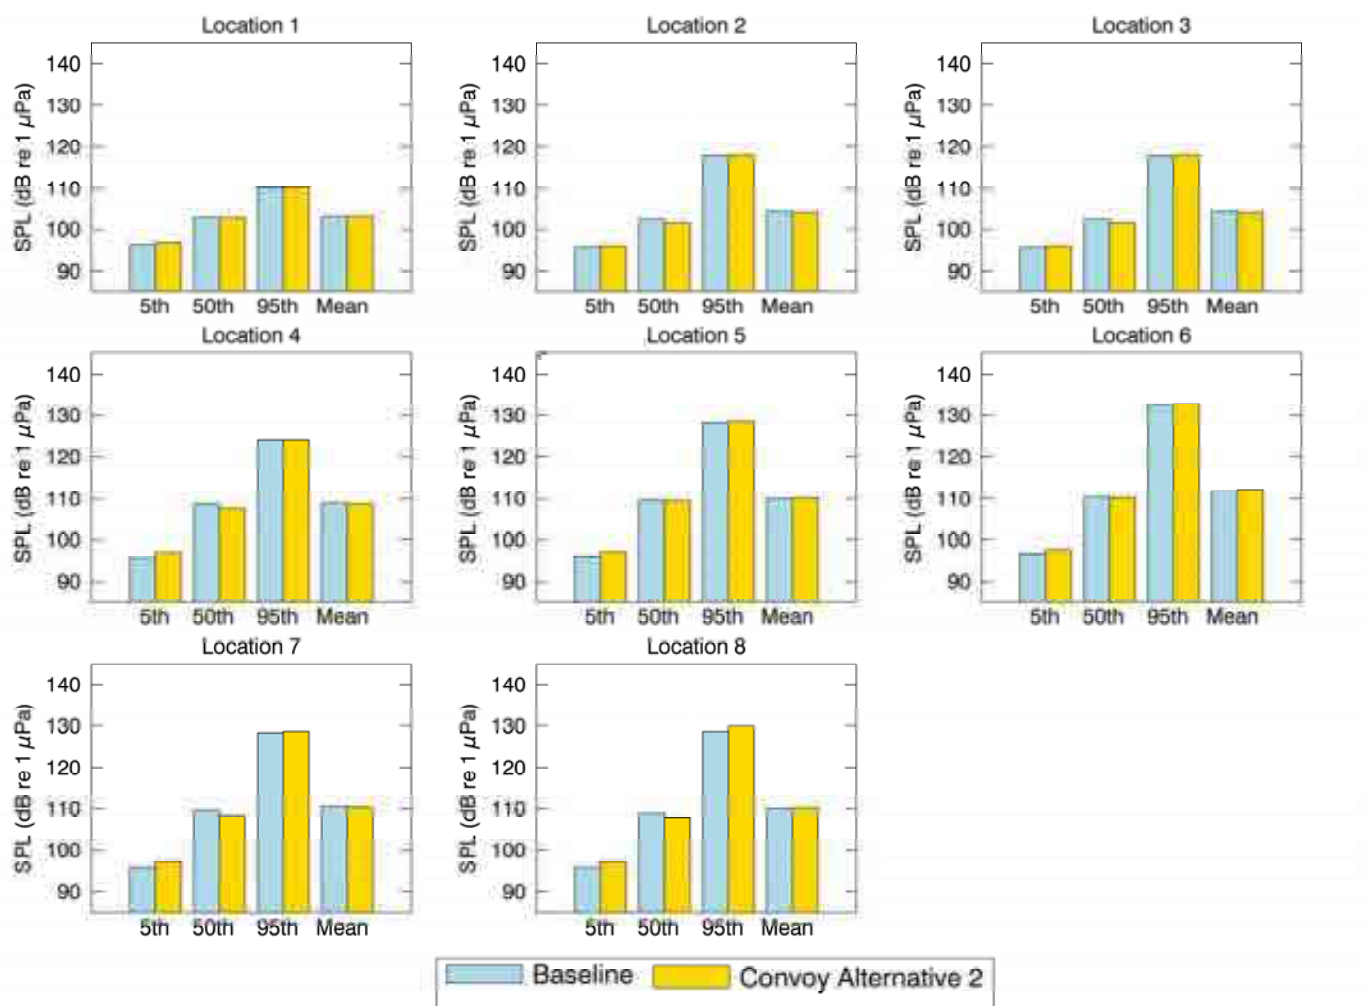 Location 1
Location 2
Location 3
SPL (dB re 1 µPa)
140
130
120
110
100
90
5th 50th 95th Mean
SPL (dB re 1 µPa)
140
130
120
110
100
90
5th 50th 95th Mean
SPL (dB re 1 µPa)
140
130
120
110
100
90
5th 50th 95th Mean
Location 4
Location 5
Location 6
SPL (dB re 1 µPa)
140
130
120
110
100
90
5th 50th 95th Mean
SPL (dB re 1 µPa)
140
130
120
110
100
90
5th 50th 95th Mean
SPL (dB re 1 µPa)
140
130
120
110
100
90
5th 50th 95th Mean
Location 7
Location 8
SPL (dB re 1 µPa)
140
130
120
110
100
90
5th 50th 95th Mean
SPL (dB re 1 µPa)
140
130
120
110
100
90
5th 50th 95th Mean
Baseline
Convoy Alternative 2